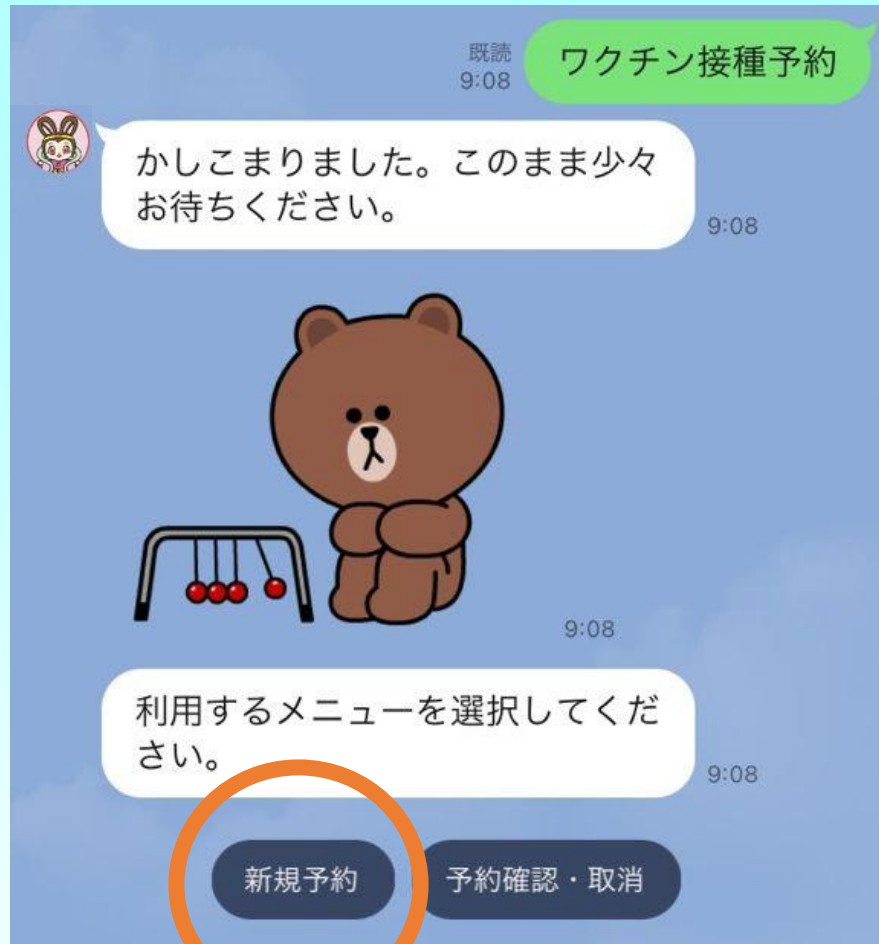 既読
9:08
ワクチン接種予約
かしこまりました。このまま少々
お待ちください。
9:08
9:08
利用するメニューを選択してくだ
さい。
9:08
新規予約
予約確認・取消